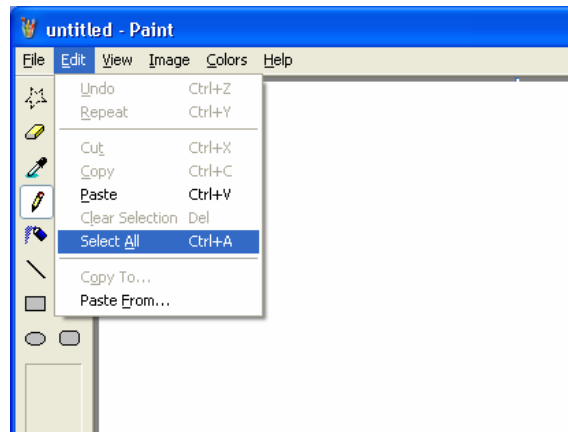 untitled - Paint
File Edit View Image Colors Help
Undo Ctrl+Z
Repeat Ctrl+Y
Cut Ctrl+X
Copy Ctrl+C
Paste Ctrl+V
Clear Selection Del
Select All Ctrl+A
Copy To...
Paste From...